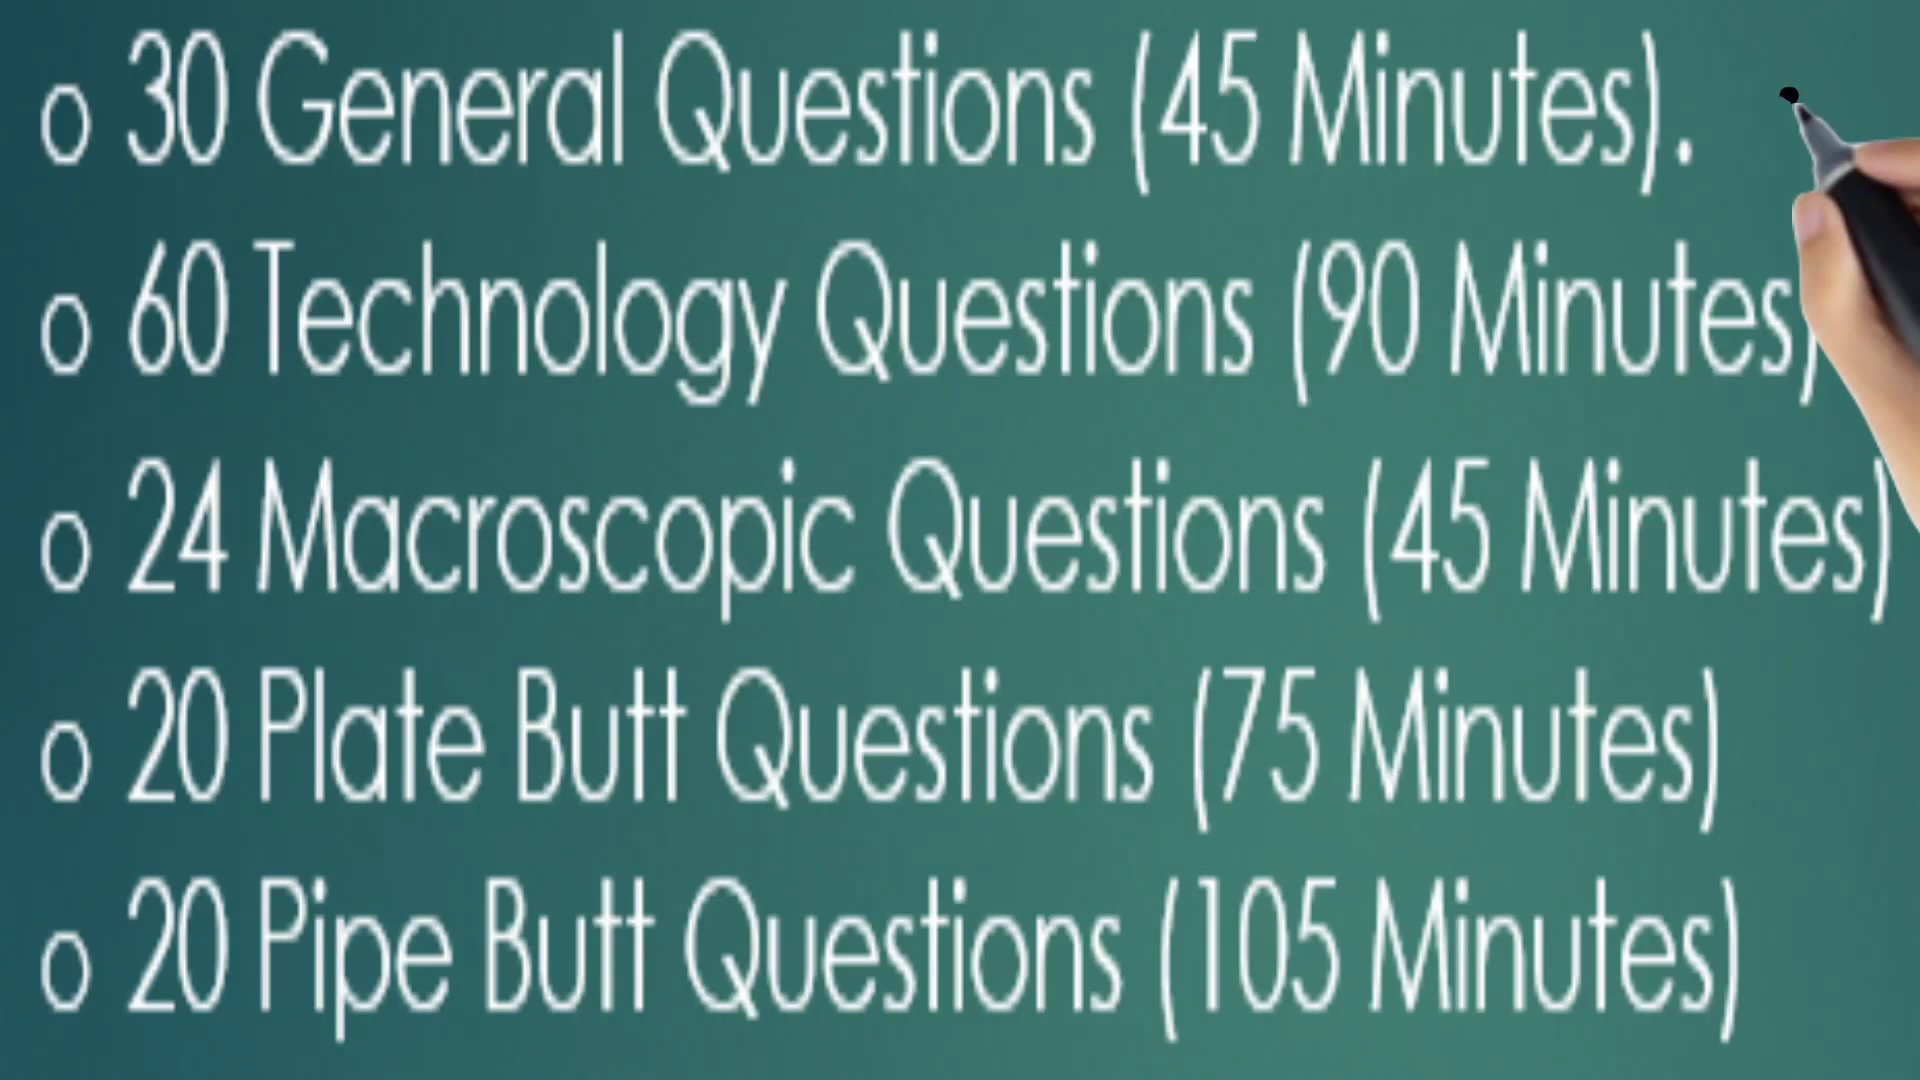 o 30 General Questions (45 Minutes).
o 60 Technology Questions (90 Minutes)
o 24 Macroscopic Questions (45 Minutes)
o 20 Plate Butt Questions (75 Minutes)
o 20 Pipe Butt Questions (105 Minutes)